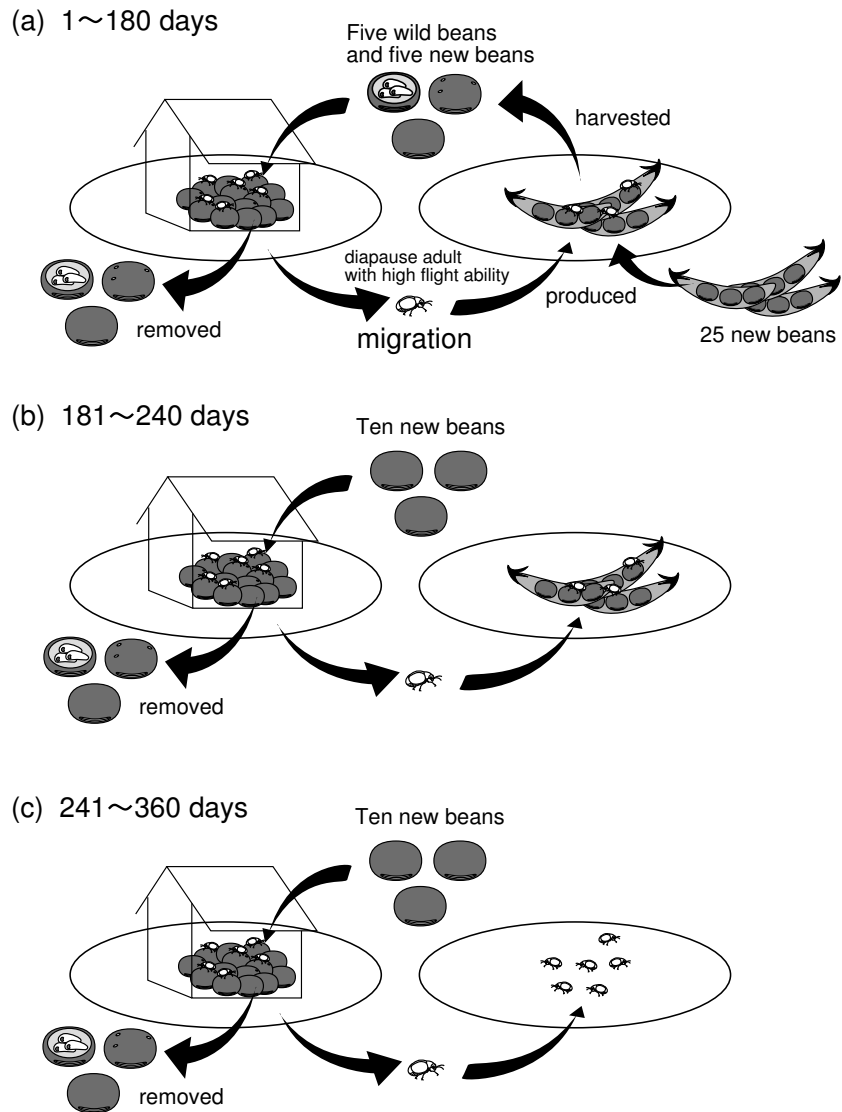 (a) 1～180 days
Five wild beans
and five new beans
harvested
diapause adult
with high flight ability
migration
produced
removed
25 new beans
(b) 181～240 days
Ten new beans
removed
(c) 241～360 days
Ten new beans
removed